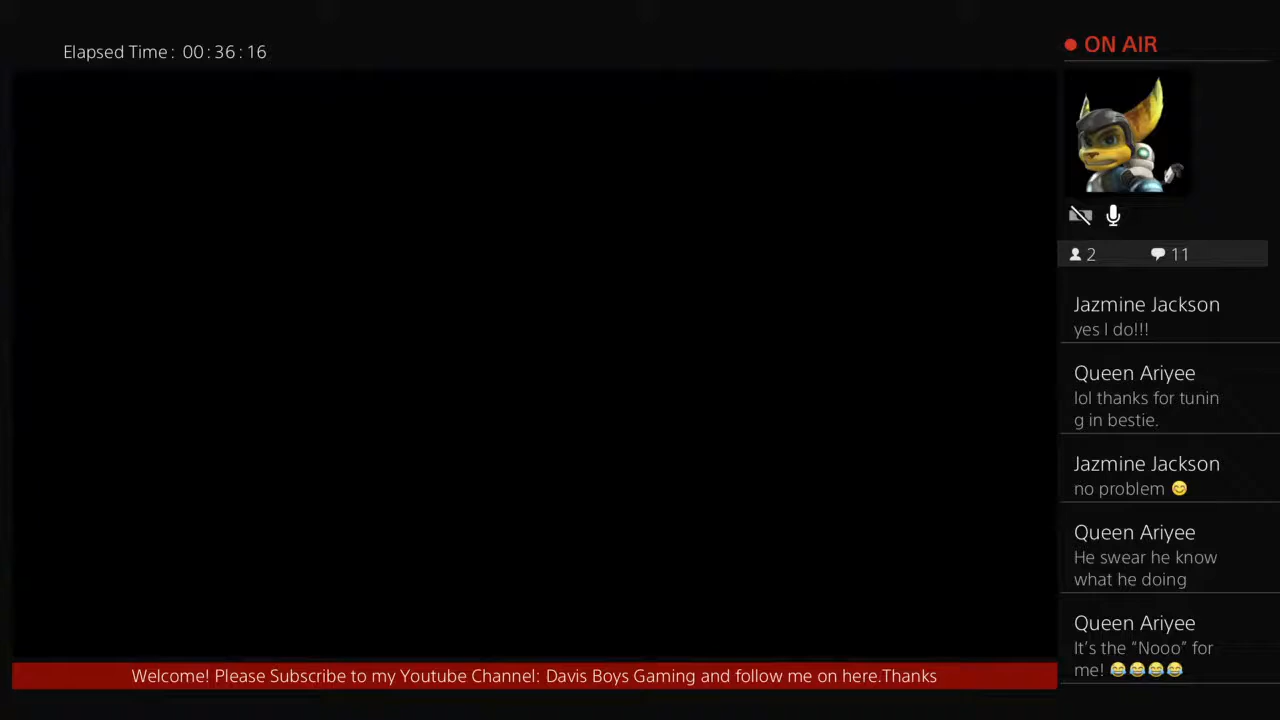 Elapsed Time: 00:36:16
ON AIR
2
11
Jazmine Jackson
yes I do!!!
Queen Ariyee
lol thanks for tunin
g in bestie.
Jazmine Jackson
no problem 😊
Queen Ariyee
He swear he know
what he doing
Queen Ariyee
It’s the “Nooo” for
me! 😂😂😂😂
Welcome! Please Subscribe to my Youtube Channel: Davis Boys Gaming and follow me on here.Thanks